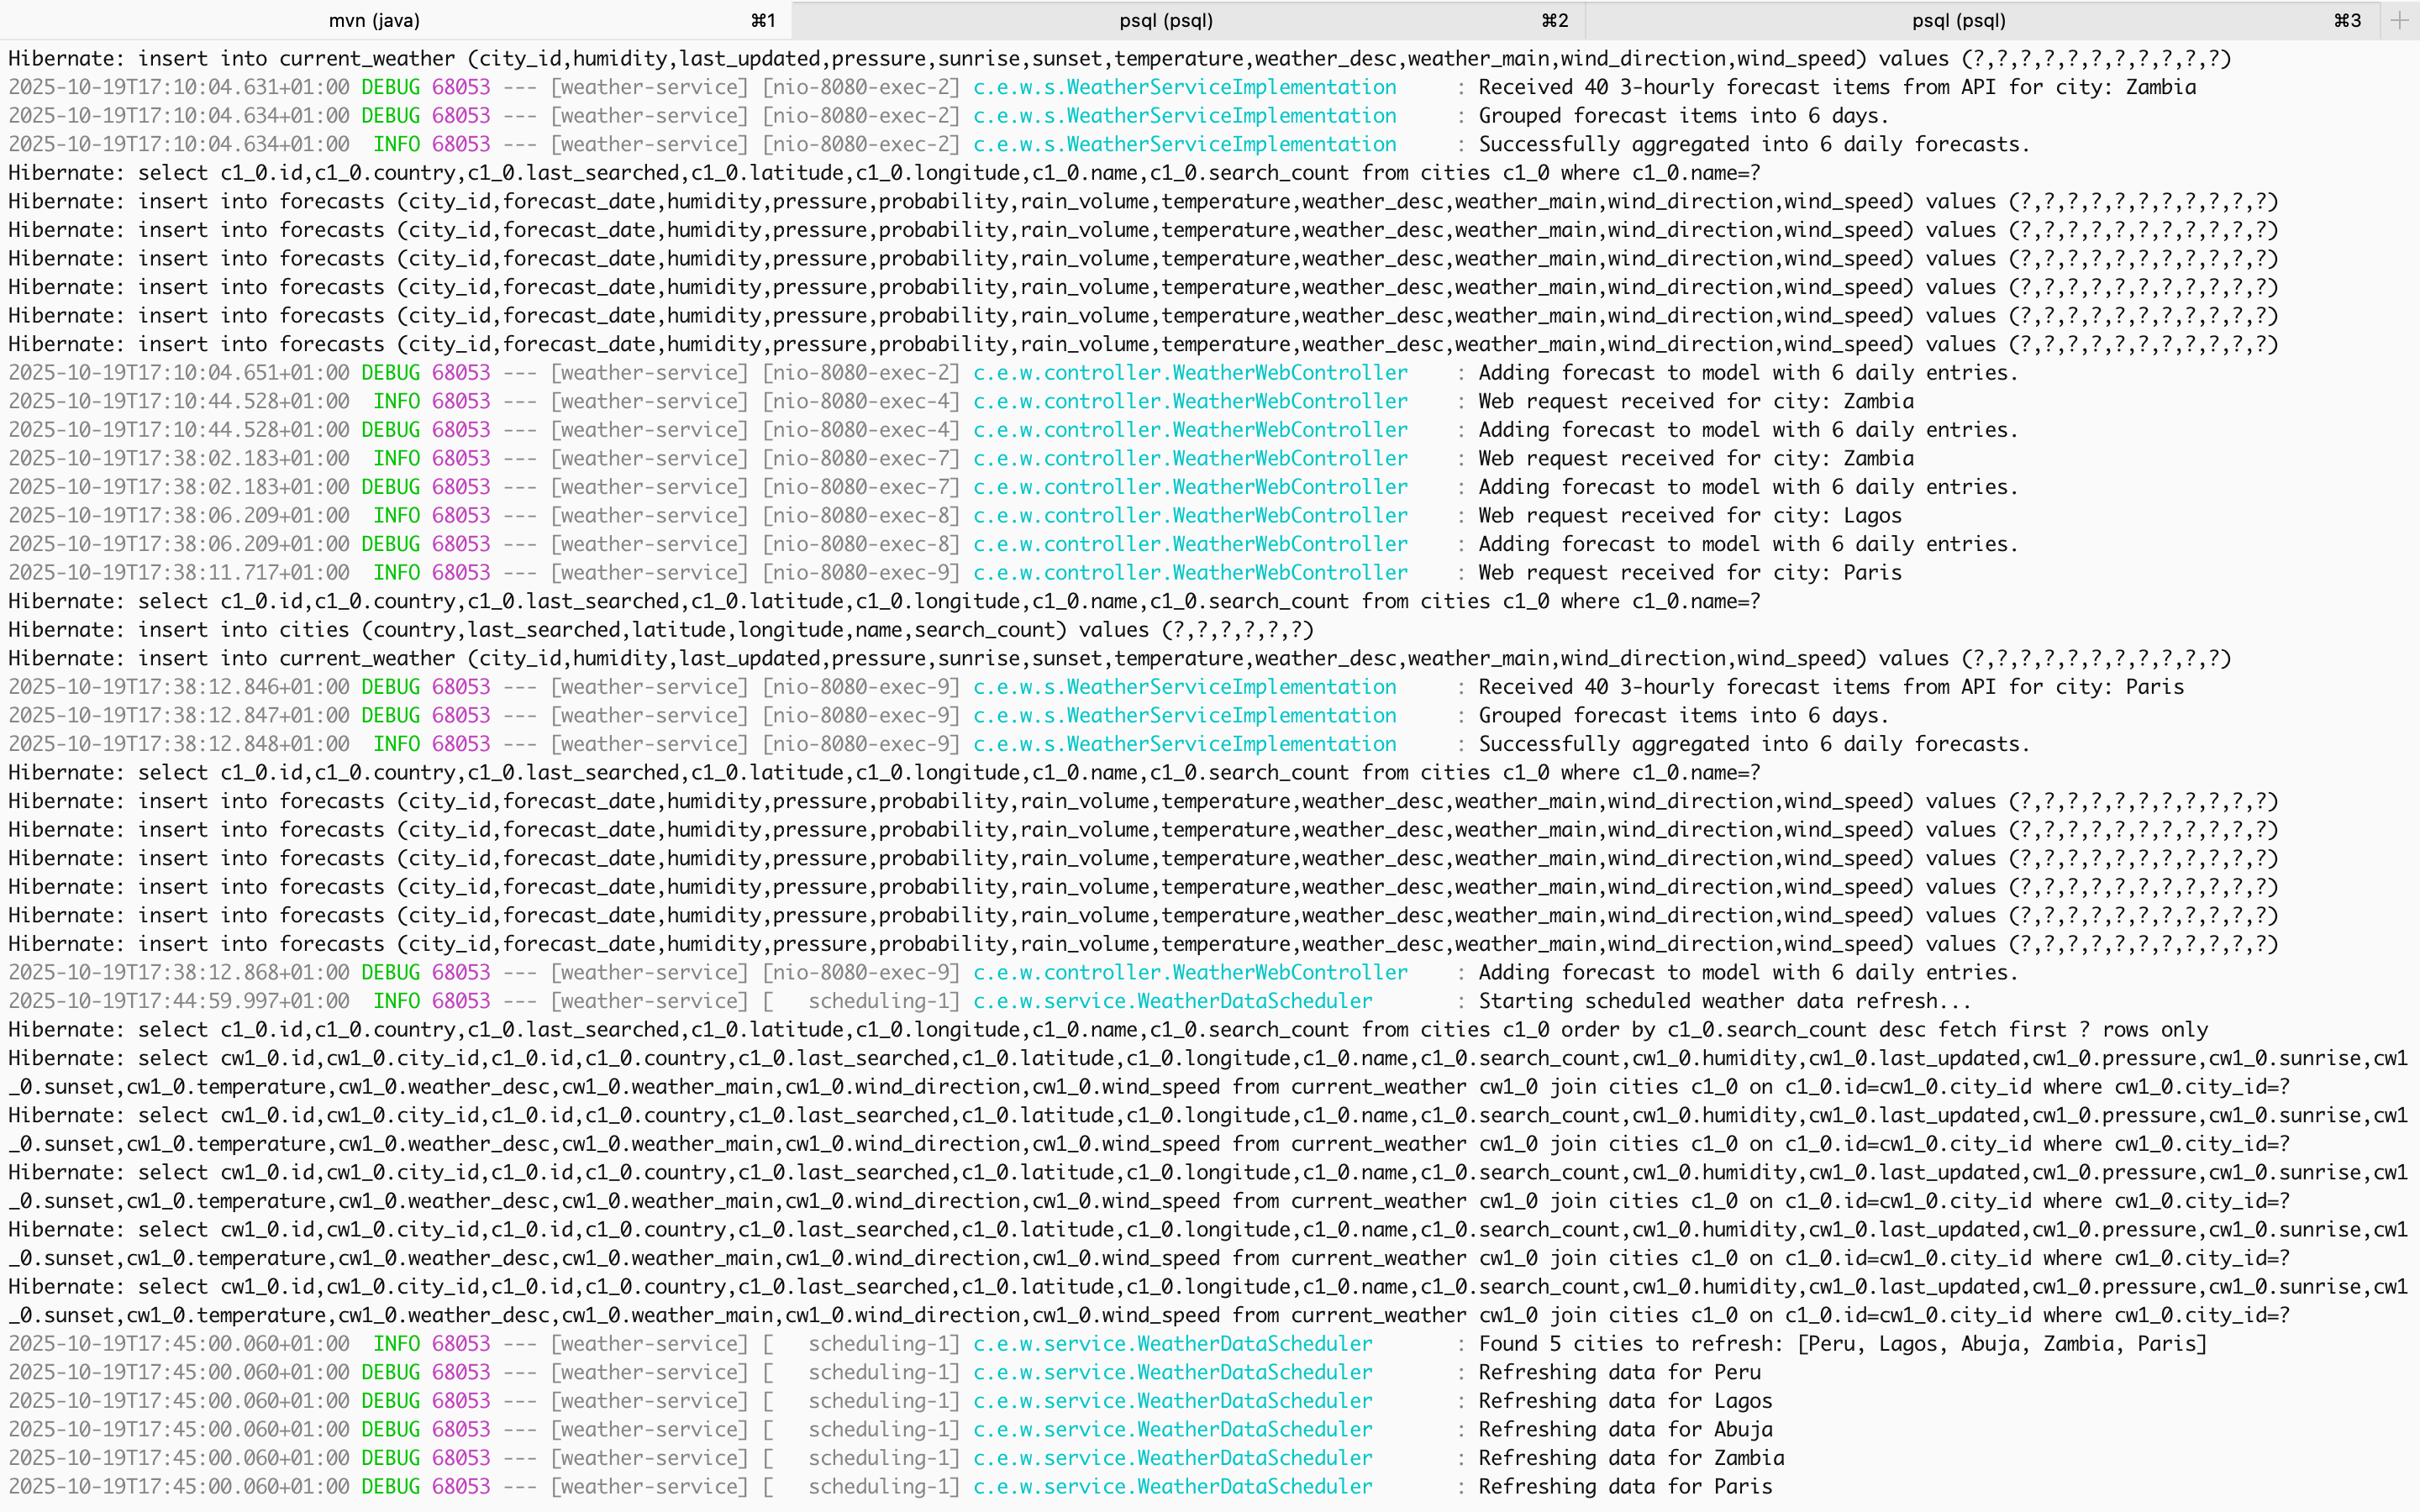 mvn (java) ⌘1 psql (psql) ⌘2 psql (psql) ⌘3 +
Hibernate: insert into current_weather (city_id,humidity,last_updated,pressure,sunrise,sunset,temperature,weather_desc,weather_main,wind_direction,wind_speed) values (?,?,?,?,?,?,?,?,?,?,?)
2025-10-19T17:10:04.631+01:00 DEBUG 68053 --- [weather-service] [nio-8080-exec-2] c.e.w.s.WeatherServiceImplementation     : Received 40 3-hourly forecast items from API for city: Zambia
2025-10-19T17:10:04.634+01:00 DEBUG 68053 --- [weather-service] [nio-8080-exec-2] c.e.w.s.WeatherServiceImplementation     : Grouped forecast items into 6 days.
2025-10-19T17:10:04.634+01:00  INFO 68053 --- [weather-service] [nio-8080-exec-2] c.e.w.s.WeatherServiceImplementation     : Successfully aggregated into 6 daily forecasts.
Hibernate: select c1_0.id,c1_0.country,c1_0.last_searched,c1_0.latitude,c1_0.longitude,c1_0.name,c1_0.search_count from cities c1_0 where c1_0.name=?
Hibernate: insert into forecasts (city_id,forecast_date,humidity,pressure,probability,rain_volume,temperature,weather_desc,weather_main,wind_direction,wind_speed) values (?,?,?,?,?,?,?,?,?,?,?)
Hibernate: insert into forecasts (city_id,forecast_date,humidity,pressure,probability,rain_volume,temperature,weather_desc,weather_main,wind_direction,wind_speed) values (?,?,?,?,?,?,?,?,?,?,?)
Hibernate: insert into forecasts (city_id,forecast_date,humidity,pressure,probability,rain_volume,temperature,weather_desc,weather_main,wind_direction,wind_speed) values (?,?,?,?,?,?,?,?,?,?,?)
Hibernate: insert into forecasts (city_id,forecast_date,humidity,pressure,probability,rain_volume,temperature,weather_desc,weather_main,wind_direction,wind_speed) values (?,?,?,?,?,?,?,?,?,?,?)
Hibernate: insert into forecasts (city_id,forecast_date,humidity,pressure,probability,rain_volume,temperature,weather_desc,weather_main,wind_direction,wind_speed) values (?,?,?,?,?,?,?,?,?,?,?)
Hibernate: insert into forecasts (city_id,forecast_date,humidity,pressure,probability,rain_volume,temperature,weather_desc,weather_main,wind_direction,wind_speed) values (?,?,?,?,?,?,?,?,?,?,?)
2025-10-19T17:10:04.651+01:00 DEBUG 68053 --- [weather-service] [nio-8080-exec-2] c.e.w.controller.WeatherWebController    : Adding forecast to model with 6 daily entries.
2025-10-19T17:10:44.528+01:00  INFO 68053 --- [weather-service] [nio-8080-exec-4] c.e.w.controller.WeatherWebController    : Web request received for city: Zambia
2025-10-19T17:10:44.528+01:00 DEBUG 68053 --- [weather-service] [nio-8080-exec-4] c.e.w.controller.WeatherWebController    : Adding forecast to model with 6 daily entries.
2025-10-19T17:38:02.183+01:00  INFO 68053 --- [weather-service] [nio-8080-exec-7] c.e.w.controller.WeatherWebController    : Web request received for city: Zambia
2025-10-19T17:38:02.183+01:00 DEBUG 68053 --- [weather-service] [nio-8080-exec-7] c.e.w.controller.WeatherWebController    : Adding forecast to model with 6 daily entries.
2025-10-19T17:38:06.209+01:00  INFO 68053 --- [weather-service] [nio-8080-exec-8] c.e.w.controller.WeatherWebController    : Web request received for city: Lagos
2025-10-19T17:38:06.209+01:00 DEBUG 68053 --- [weather-service] [nio-8080-exec-8] c.e.w.controller.WeatherWebController    : Adding forecast to model with 6 daily entries.
2025-10-19T17:38:11.717+01:00  INFO 68053 --- [weather-service] [nio-8080-exec-9] c.e.w.controller.WeatherWebController    : Web request received for city: Paris
Hibernate: select c1_0.id,c1_0.country,c1_0.last_searched,c1_0.latitude,c1_0.longitude,c1_0.name,c1_0.search_count from cities c1_0 where c1_0.name=?
Hibernate: insert into cities (country,last_searched,latitude,longitude,name,search_count) values (?,?,?,?,?,?)
Hibernate: insert into current_weather (city_id,humidity,last_updated,pressure,sunrise,sunset,temperature,weather_desc,weather_main,wind_direction,wind_speed) values (?,?,?,?,?,?,?,?,?,?,?)
2025-10-19T17:38:12.846+01:00 DEBUG 68053 --- [weather-service] [nio-8080-exec-9] c.e.w.s.WeatherServiceImplementation     : Received 40 3-hourly forecast items from API for city: Paris
2025-10-19T17:38:12.847+01:00 DEBUG 68053 --- [weather-service] [nio-8080-exec-9] c.e.w.s.WeatherServiceImplementation     : Grouped forecast items into 6 days.
2025-10-19T17:38:12.848+01:00  INFO 68053 --- [weather-service] [nio-8080-exec-9] c.e.w.s.WeatherServiceImplementation     : Successfully aggregated into 6 daily forecasts.
Hibernate: select c1_0.id,c1_0.country,c1_0.last_searched,c1_0.latitude,c1_0.longitude,c1_0.name,c1_0.search_count from cities c1_0 where c1_0.name=?
Hibernate: insert into forecasts (city_id,forecast_date,humidity,pressure,probability,rain_volume,temperature,weather_desc,weather_main,wind_direction,wind_speed) values (?,?,?,?,?,?,?,?,?,?,?)
Hibernate: insert into forecasts (city_id,forecast_date,humidity,pressure,probability,rain_volume,temperature,weather_desc,weather_main,wind_direction,wind_speed) values (?,?,?,?,?,?,?,?,?,?,?)
Hibernate: insert into forecasts (city_id,forecast_date,humidity,pressure,probability,rain_volume,temperature,weather_desc,weather_main,wind_direction,wind_speed) values (?,?,?,?,?,?,?,?,?,?,?)
Hibernate: insert into forecasts (city_id,forecast_date,humidity,pressure,probability,rain_volume,temperature,weather_desc,weather_main,wind_direction,wind_speed) values (?,?,?,?,?,?,?,?,?,?,?)
Hibernate: insert into forecasts (city_id,forecast_date,humidity,pressure,probability,rain_volume,temperature,weather_desc,weather_main,wind_direction,wind_speed) values (?,?,?,?,?,?,?,?,?,?,?)
Hibernate: insert into forecasts (city_id,forecast_date,humidity,pressure,probability,rain_volume,temperature,weather_desc,weather_main,wind_direction,wind_speed) values (?,?,?,?,?,?,?,?,?,?,?)
2025-10-19T17:38:12.868+01:00 DEBUG 68053 --- [weather-service] [nio-8080-exec-9] c.e.w.controller.WeatherWebController    : Adding forecast to model with 6 daily entries.
2025-10-19T17:44:59.997+01:00  INFO 68053 --- [weather-service] [   scheduling-1] c.e.w.service.WeatherDataScheduler       : Starting scheduled weather data refresh...
Hibernate: select c1_0.id,c1_0.country,c1_0.last_searched,c1_0.latitude,c1_0.longitude,c1_0.name,c1_0.search_count from cities c1_0 order by c1_0.search_count desc fetch first ? rows only
Hibernate: select cw1_0.id,cw1_0.city_id,c1_0.id,c1_0.country,c1_0.last_searched,c1_0.latitude,c1_0.longitude,c1_0.name,c1_0.search_count,cw1_0.humidity,cw1_0.last_updated,cw1_0.pressure,cw1_0.sunrise,cw1
_0.sunset,cw1_0.temperature,cw1_0.weather_desc,cw1_0.weather_main,cw1_0.wind_direction,cw1_0.wind_speed from current_weather cw1_0 join cities c1_0 on c1_0.id=cw1_0.city_id where cw1_0.city_id=?
Hibernate: select cw1_0.id,cw1_0.city_id,c1_0.id,c1_0.country,c1_0.last_searched,c1_0.latitude,c1_0.longitude,c1_0.name,c1_0.search_count,cw1_0.humidity,cw1_0.last_updated,cw1_0.pressure,cw1_0.sunrise,cw1
_0.sunset,cw1_0.temperature,cw1_0.weather_desc,cw1_0.weather_main,cw1_0.wind_direction,cw1_0.wind_speed from current_weather cw1_0 join cities c1_0 on c1_0.id=cw1_0.city_id where cw1_0.city_id=?
Hibernate: select cw1_0.id,cw1_0.city_id,c1_0.id,c1_0.country,c1_0.last_searched,c1_0.latitude,c1_0.longitude,c1_0.name,c1_0.search_count,cw1_0.humidity,cw1_0.last_updated,cw1_0.pressure,cw1_0.sunrise,cw1
_0.sunset,cw1_0.temperature,cw1_0.weather_desc,cw1_0.weather_main,cw1_0.wind_direction,cw1_0.wind_speed from current_weather cw1_0 join cities c1_0 on c1_0.id=cw1_0.city_id where cw1_0.city_id=?
Hibernate: select cw1_0.id,cw1_0.city_id,c1_0.id,c1_0.country,c1_0.last_searched,c1_0.latitude,c1_0.longitude,c1_0.name,c1_0.search_count,cw1_0.humidity,cw1_0.last_updated,cw1_0.pressure,cw1_0.sunrise,cw1
_0.sunset,cw1_0.temperature,cw1_0.weather_desc,cw1_0.weather_main,cw1_0.wind_direction,cw1_0.wind_speed from current_weather cw1_0 join cities c1_0 on c1_0.id=cw1_0.city_id where cw1_0.city_id=?
Hibernate: select cw1_0.id,cw1_0.city_id,c1_0.id,c1_0.country,c1_0.last_searched,c1_0.latitude,c1_0.longitude,c1_0.name,c1_0.search_count,cw1_0.humidity,cw1_0.last_updated,cw1_0.pressure,cw1_0.sunrise,cw1
_0.sunset,cw1_0.temperature,cw1_0.weather_desc,cw1_0.weather_main,cw1_0.wind_direction,cw1_0.wind_speed from current_weather cw1_0 join cities c1_0 on c1_0.id=cw1_0.city_id where cw1_0.city_id=?
2025-10-19T17:45:00.060+01:00  INFO 68053 --- [weather-service] [   scheduling-1] c.e.w.service.WeatherDataScheduler       : Found 5 cities to refresh: [Peru, Lagos, Abuja, Zambia, Paris]
2025-10-19T17:45:00.060+01:00 DEBUG 68053 --- [weather-service] [   scheduling-1] c.e.w.service.WeatherDataScheduler       : Refreshing data for Peru
2025-10-19T17:45:00.060+01:00 DEBUG 68053 --- [weather-service] [   scheduling-1] c.e.w.service.WeatherDataScheduler       : Refreshing data for Lagos
2025-10-19T17:45:00.060+01:00 DEBUG 68053 --- [weather-service] [   scheduling-1] c.e.w.service.WeatherDataScheduler       : Refreshing data for Abuja
2025-10-19T17:45:00.060+01:00 DEBUG 68053 --- [weather-service] [   scheduling-1] c.e.w.service.WeatherDataScheduler       : Refreshing data for Zambia
2025-10-19T17:45:00.060+01:00 DEBUG 68053 --- [weather-service] [   scheduling-1] c.e.w.service.WeatherDataScheduler       : Refreshing data for Paris